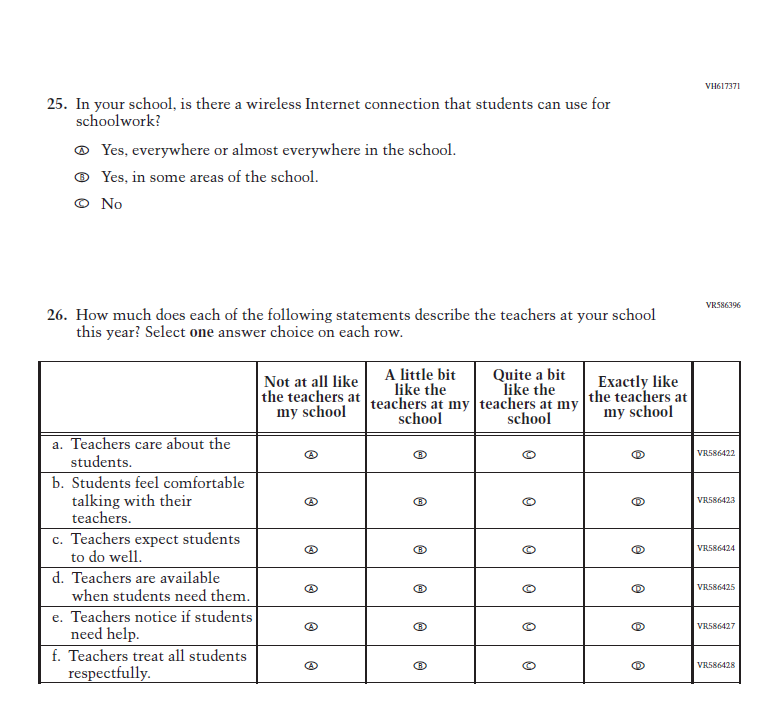 VH617371
25. In your school, is there a wireless Internet connection that students can use for
schoolwork?
Ⓐ Yes, everywhere or almost everywhere in the school.
Ⓑ Yes, in some areas of the school.
Ⓒ No
VR586396
26. How much does each of the following statements describe the teachers at your school
this year? Select one answer choice on each row.
Not at all like
the teachers at
my school
A little bit
like the
teachers at my
school
Quite a bit
like the
teachers at my
school
Exactly like
the teachers at
my school
a. Teachers care about the
students.
Ⓐ Ⓑ Ⓒ Ⓓ VR586422
b. Students feel comfortable
talking with their
teachers.
Ⓐ Ⓑ Ⓒ Ⓓ VR586423
c. Teachers expect students
to do well.
Ⓐ Ⓑ Ⓒ Ⓓ VR586424
d. Teachers are available
when students need them.
Ⓐ Ⓑ Ⓒ Ⓓ VR586425
e. Teachers notice if students
need help.
Ⓐ Ⓑ Ⓒ Ⓓ VR586427
f. Teachers treat all students
respectfully.
Ⓐ Ⓑ Ⓒ Ⓓ VR586428